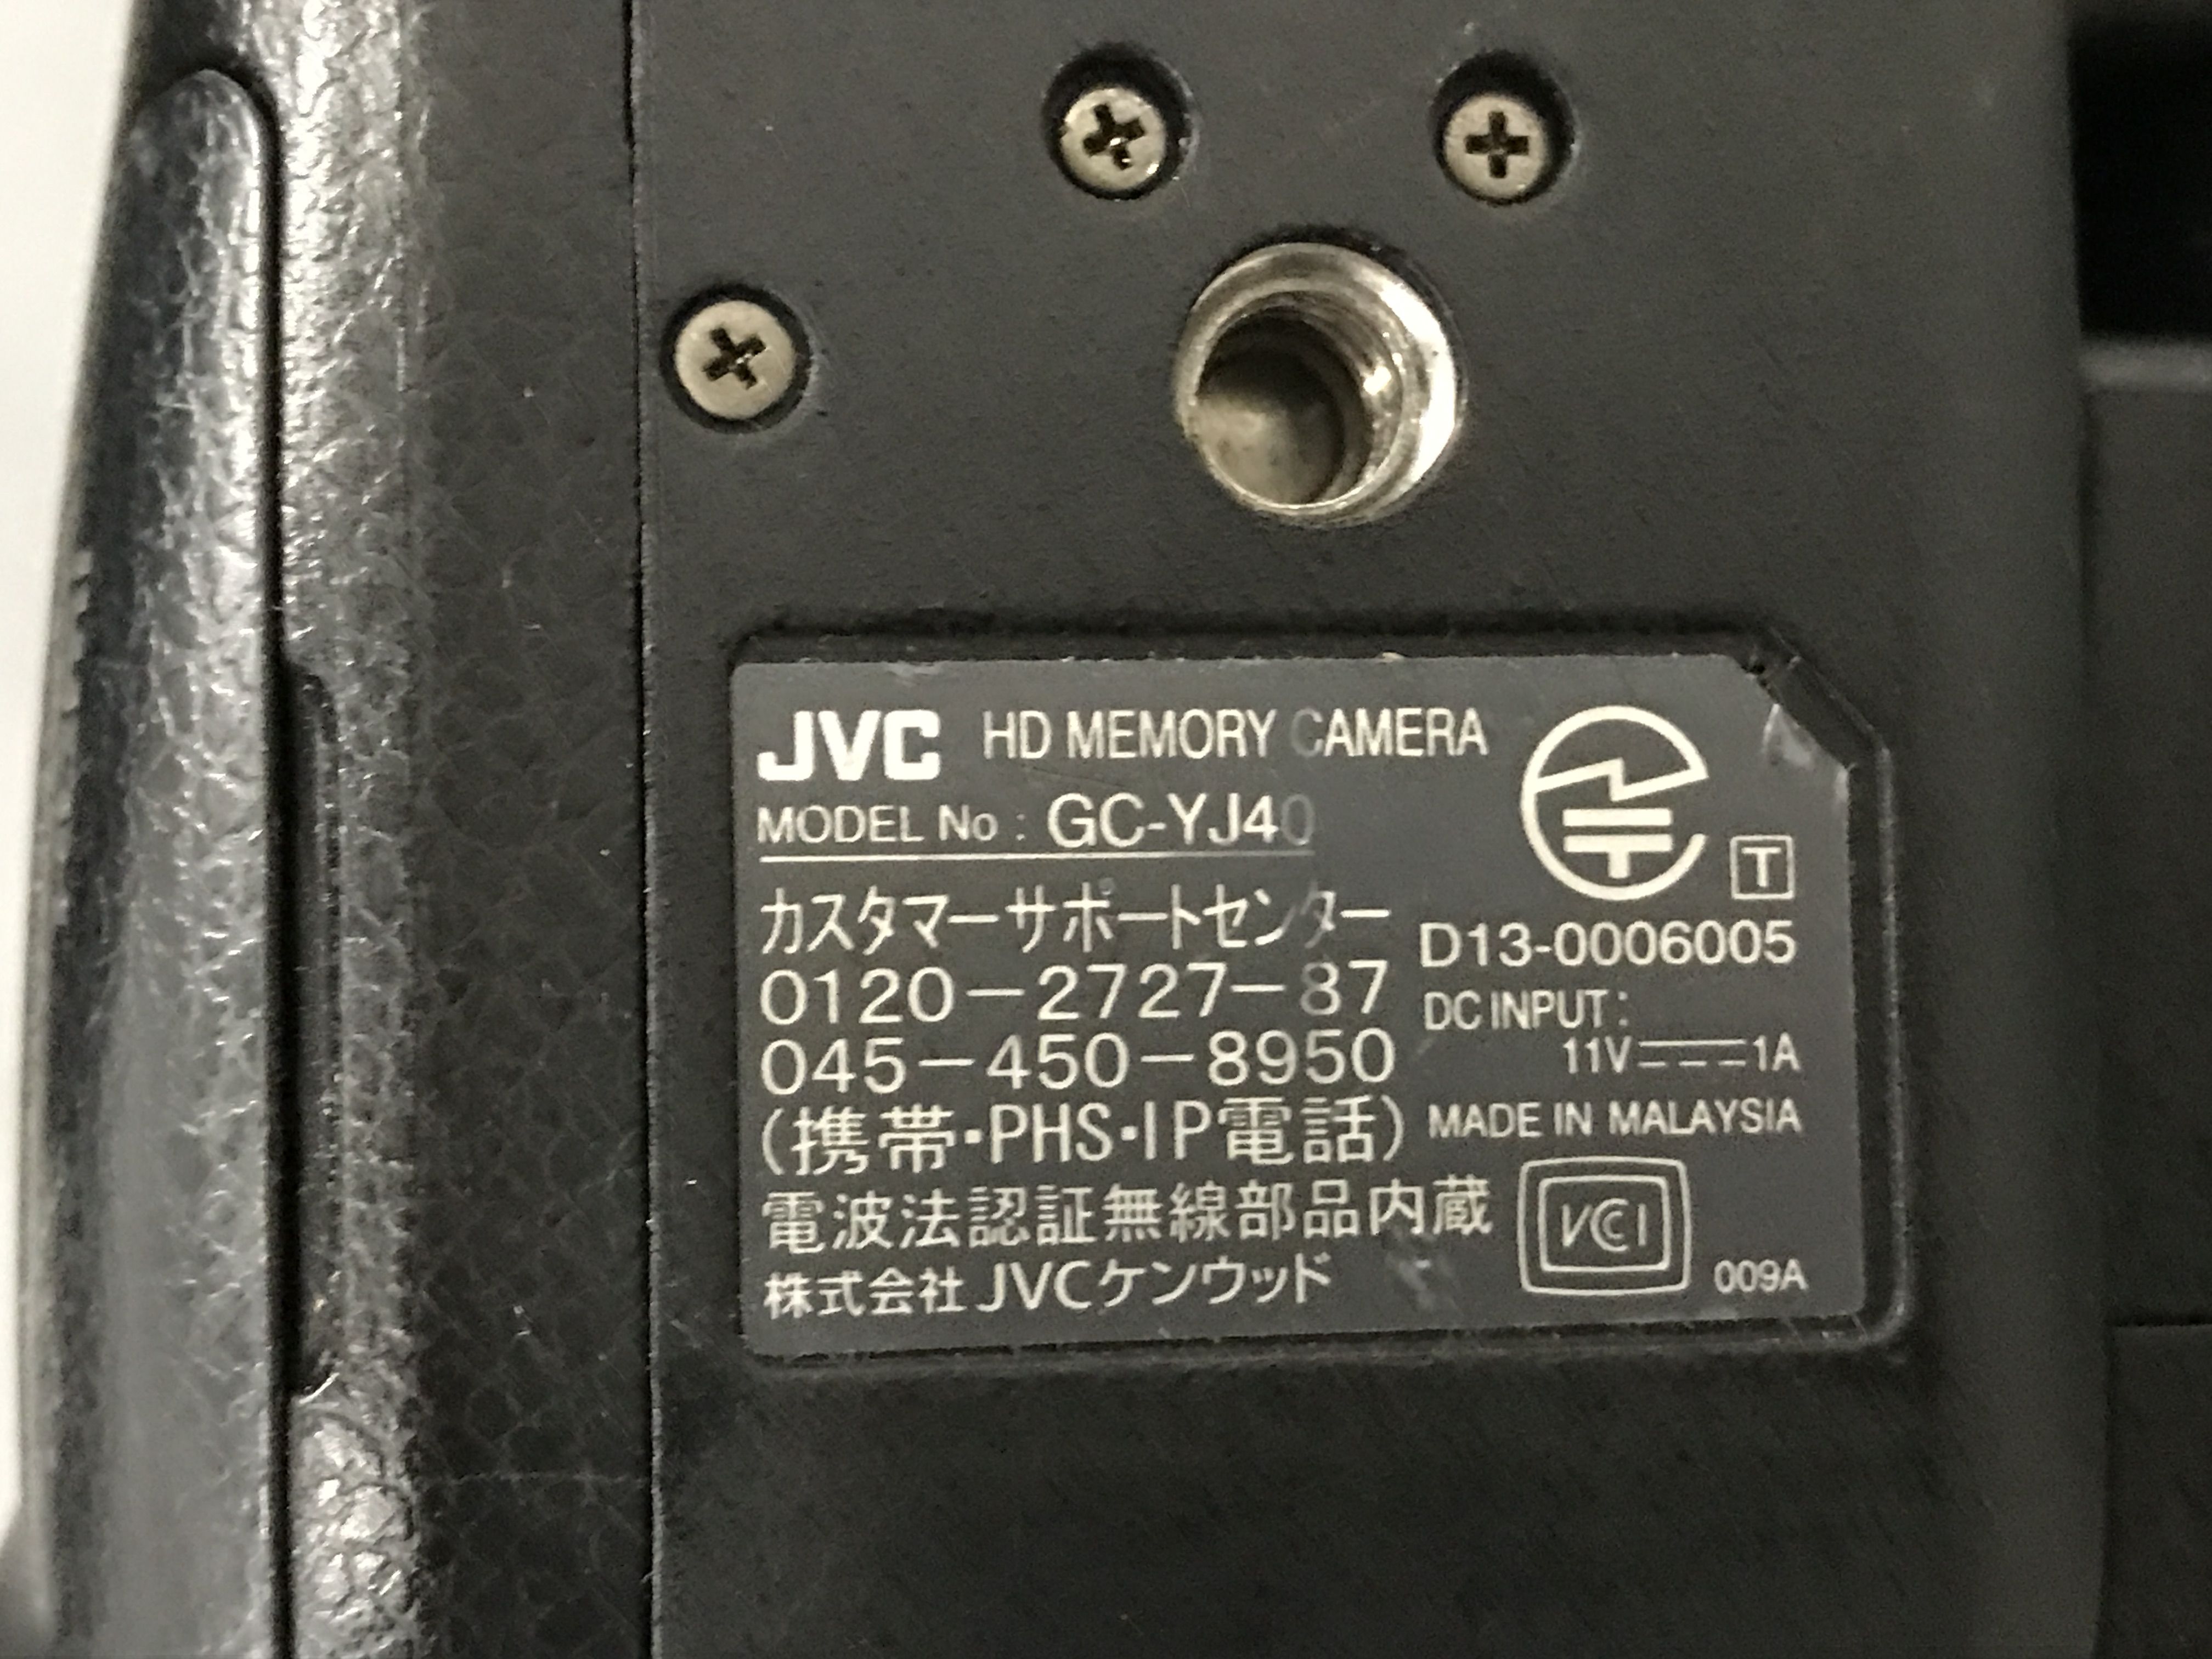 JVC HD MEMORY CAMERA
MODEL No : GC-YJ40
カスタマーサポートセンター
0120-2727-87
045-450-8950
(携帯・PHS・IP電話)
電波法認証無線部品内蔵
株式会社JVCケンウッド
T
D13-0006005
DC INPUT :
11V⎓1A
MADE IN MALAYSIA
VCCI
009A